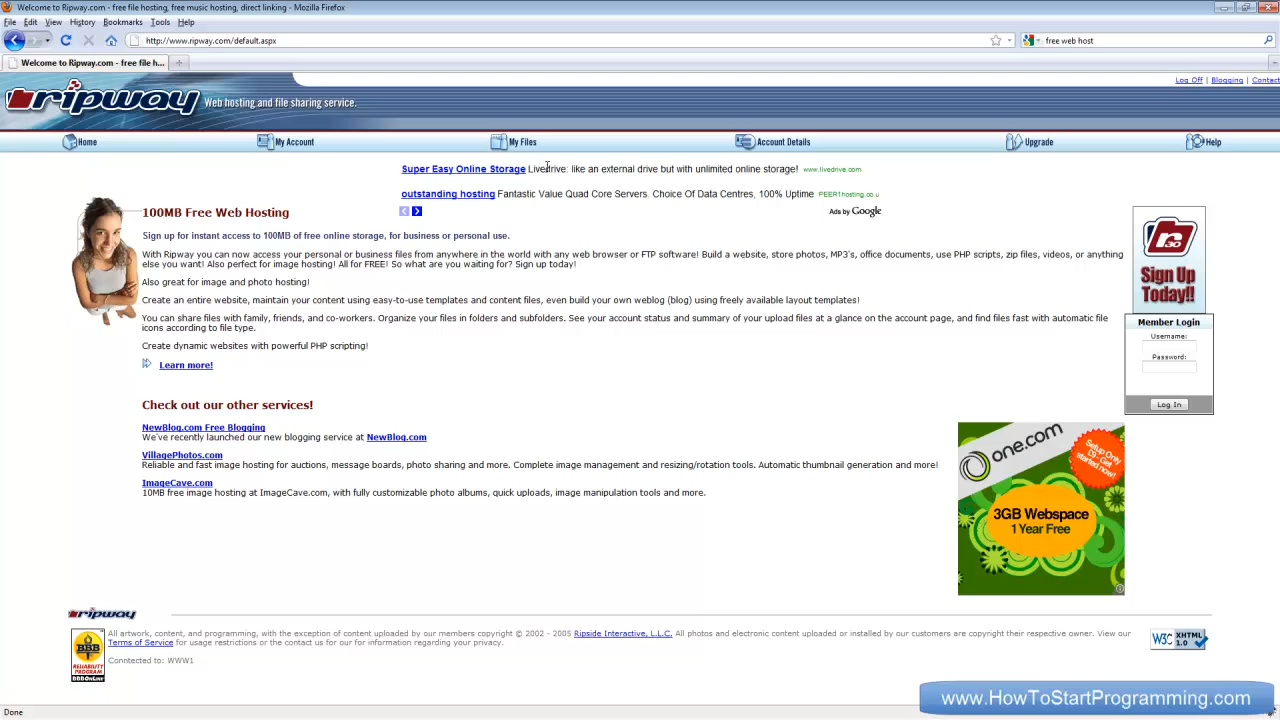 Welcome to Ripway.com - free file hosting, free music hosting, direct linking - Mozilla Firefox
File Edit View History Bookmarks Tools Help
http://www.ripway.com/default.aspx
free web host
Welcome to Ripway.com - free file h...
Log Off | Blogging | Contact
ripway Web hosting and file sharing service.
Home My Account My Files Account Details Upgrade Help
Super Easy Online Storage Livedrive: like an external drive but with unlimited online storage! www.livedrive.com
outstanding hosting Fantastic Value Quad Core Servers. Choice Of Data Centres, 100% Uptime PEER1hosting.co.u
Ads by Google
100MB Free Web Hosting
Sign up for instant access to 100MB of free online storage, for business or personal use.
With Ripway you can now access your personal or business files from anywhere in the world with any web browser or FTP software! Build a website, store photos, MP3's, office documents, use PHP scripts, zip files, videos, or anything
else you want! Also perfect for image hosting! All for FREE! So what are you waiting for? Sign up today!
Also great for image and photo hosting!
Create an entire website, maintain your content using easy-to-use templates and content files, even build your own weblog (blog) using freely available layout templates!
You can share files with family, friends, and co-workers. Organize your files in folders and subfolders. See your account status and summary of your upload files at a glance on the account page, and find files fast with automatic file
icons according to file type.
Create dynamic websites with powerful PHP scripting!
Learn more!
Sign Up
Today!!
Member Login
Username:
Password:
Log In
Check out our other services!
NewBlog.com Free Blogging
We've recently launched our new blogging service at NewBlog.com
VillagePhotos.com
Reliable and fast image hosting for auctions, message boards, photo sharing and more. Complete image management and resizing/rotation tools. Automatic thumbnail generation and more!
ImageCave.com
10MB free image hosting at ImageCave.com, with fully customizable photo albums, quick uploads, image manipulation tools and more.
one.com
Setup Only
£9 - Get
started now!
3GB Webspace
1 Year Free
ripway
All artwork, content, and programming, with the exception of content uploaded by our members copyright © 2002 - 2005 Ripside Interactive, L.L.C. All photos and electronic content uploaded or installed by our customers are copyright their respective owner. View our
Terms of Service for usage restrictions or the contact us for for information regarding your privacy.
Conntected to: WWW1
BBB
RELIABILITY
PROGRAM
BBBOnLine
W3C XHTML 1.0
www.HowToStartProgramming.com
Done